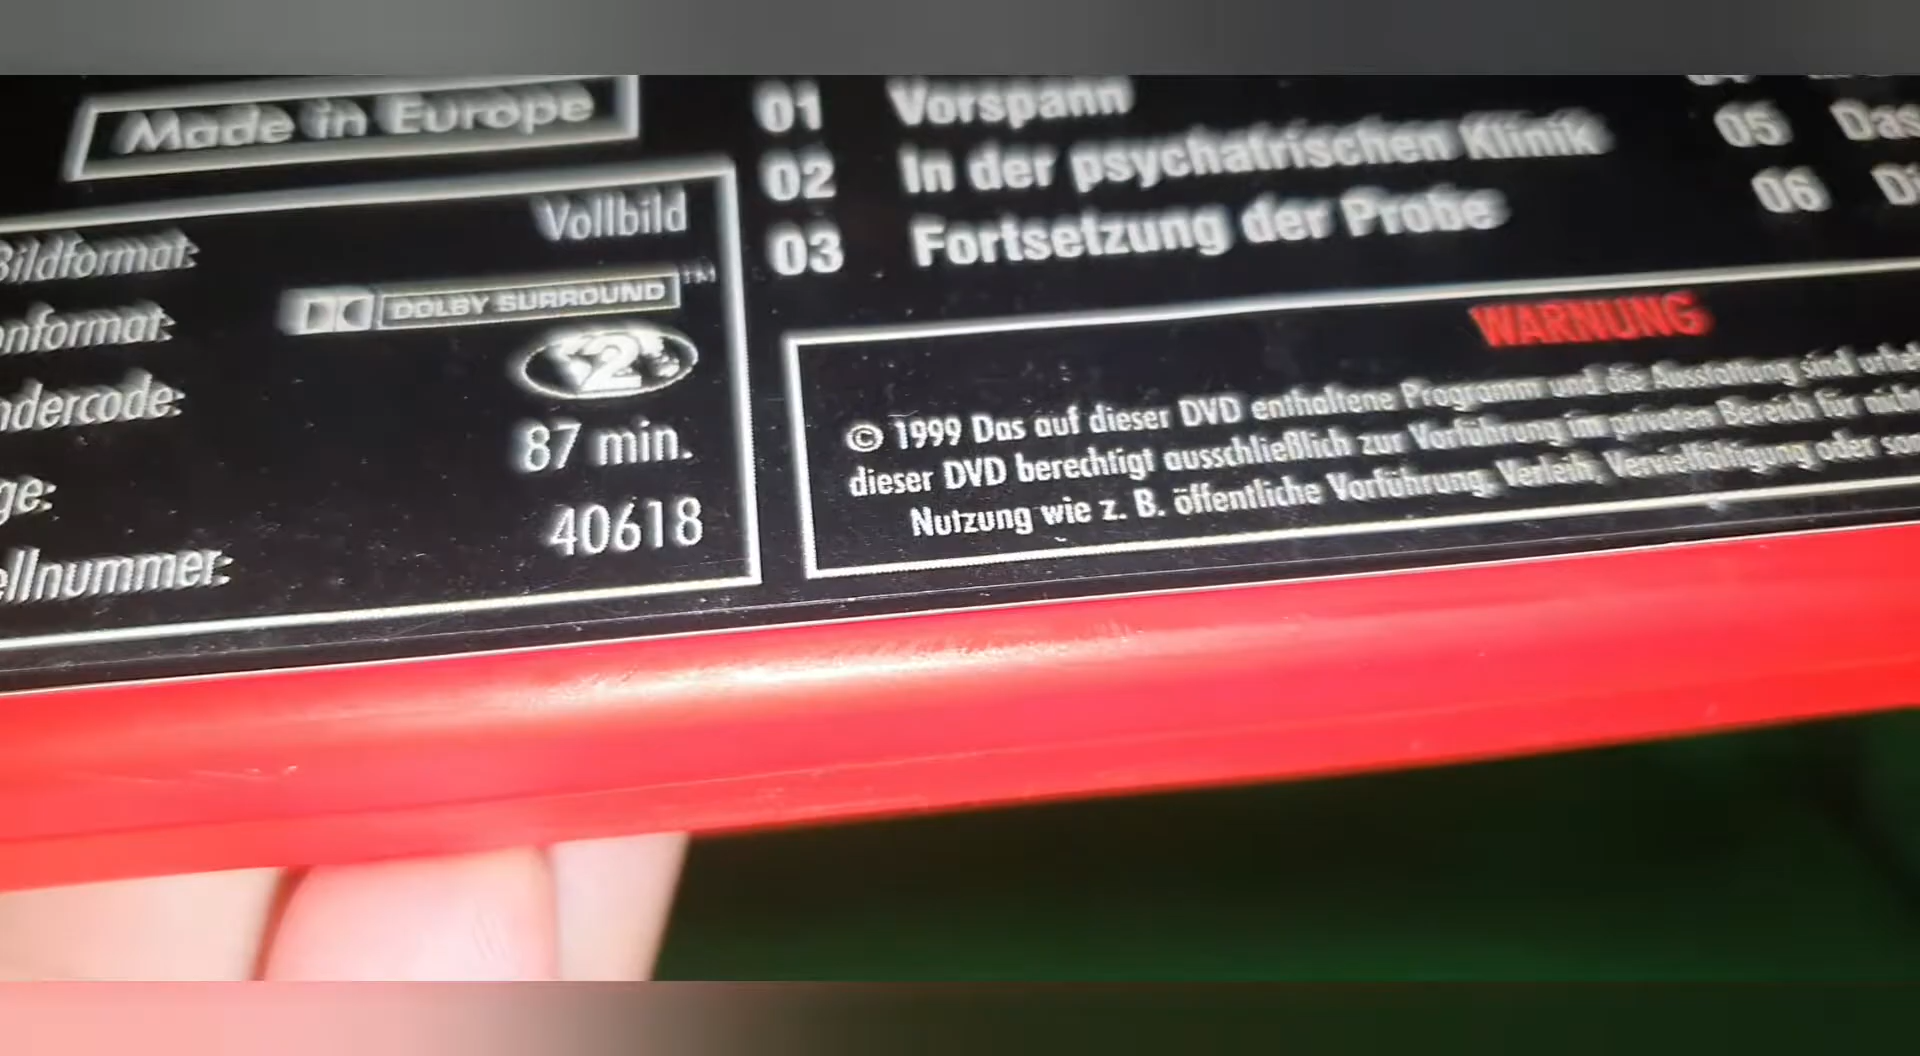 Made in Europe
Bildformat: Vollbild
onformat: DOLBY SURROUND™
ndercode: 2
ge: 87 min.
ellnummer: 40618
01 Vorspann
02 In der psychatrischen Klinik
03 Fortsetzung der Probe
05 Das
06 Di
WARNUNG
© 1999 Das auf dieser DVD enthaltene Programm und die Ausstattung sind urheb
dieser DVD berechtigt ausschließlich zur Vorführung im privaten Bereich für nicht
Nutzung wie z. B. öffentliche Vorführung, Verleih, Vervielfältigung oder son